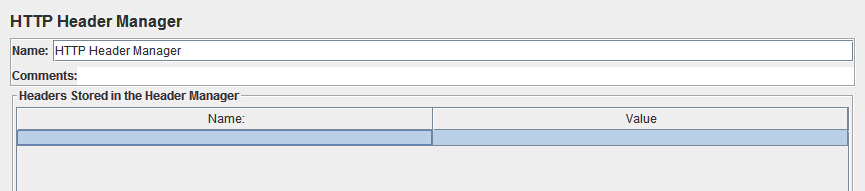 HTTP Header Manager
Name: HTTP Header Manager
Comments:
Headers Stored in the Header Manager
Name: Value